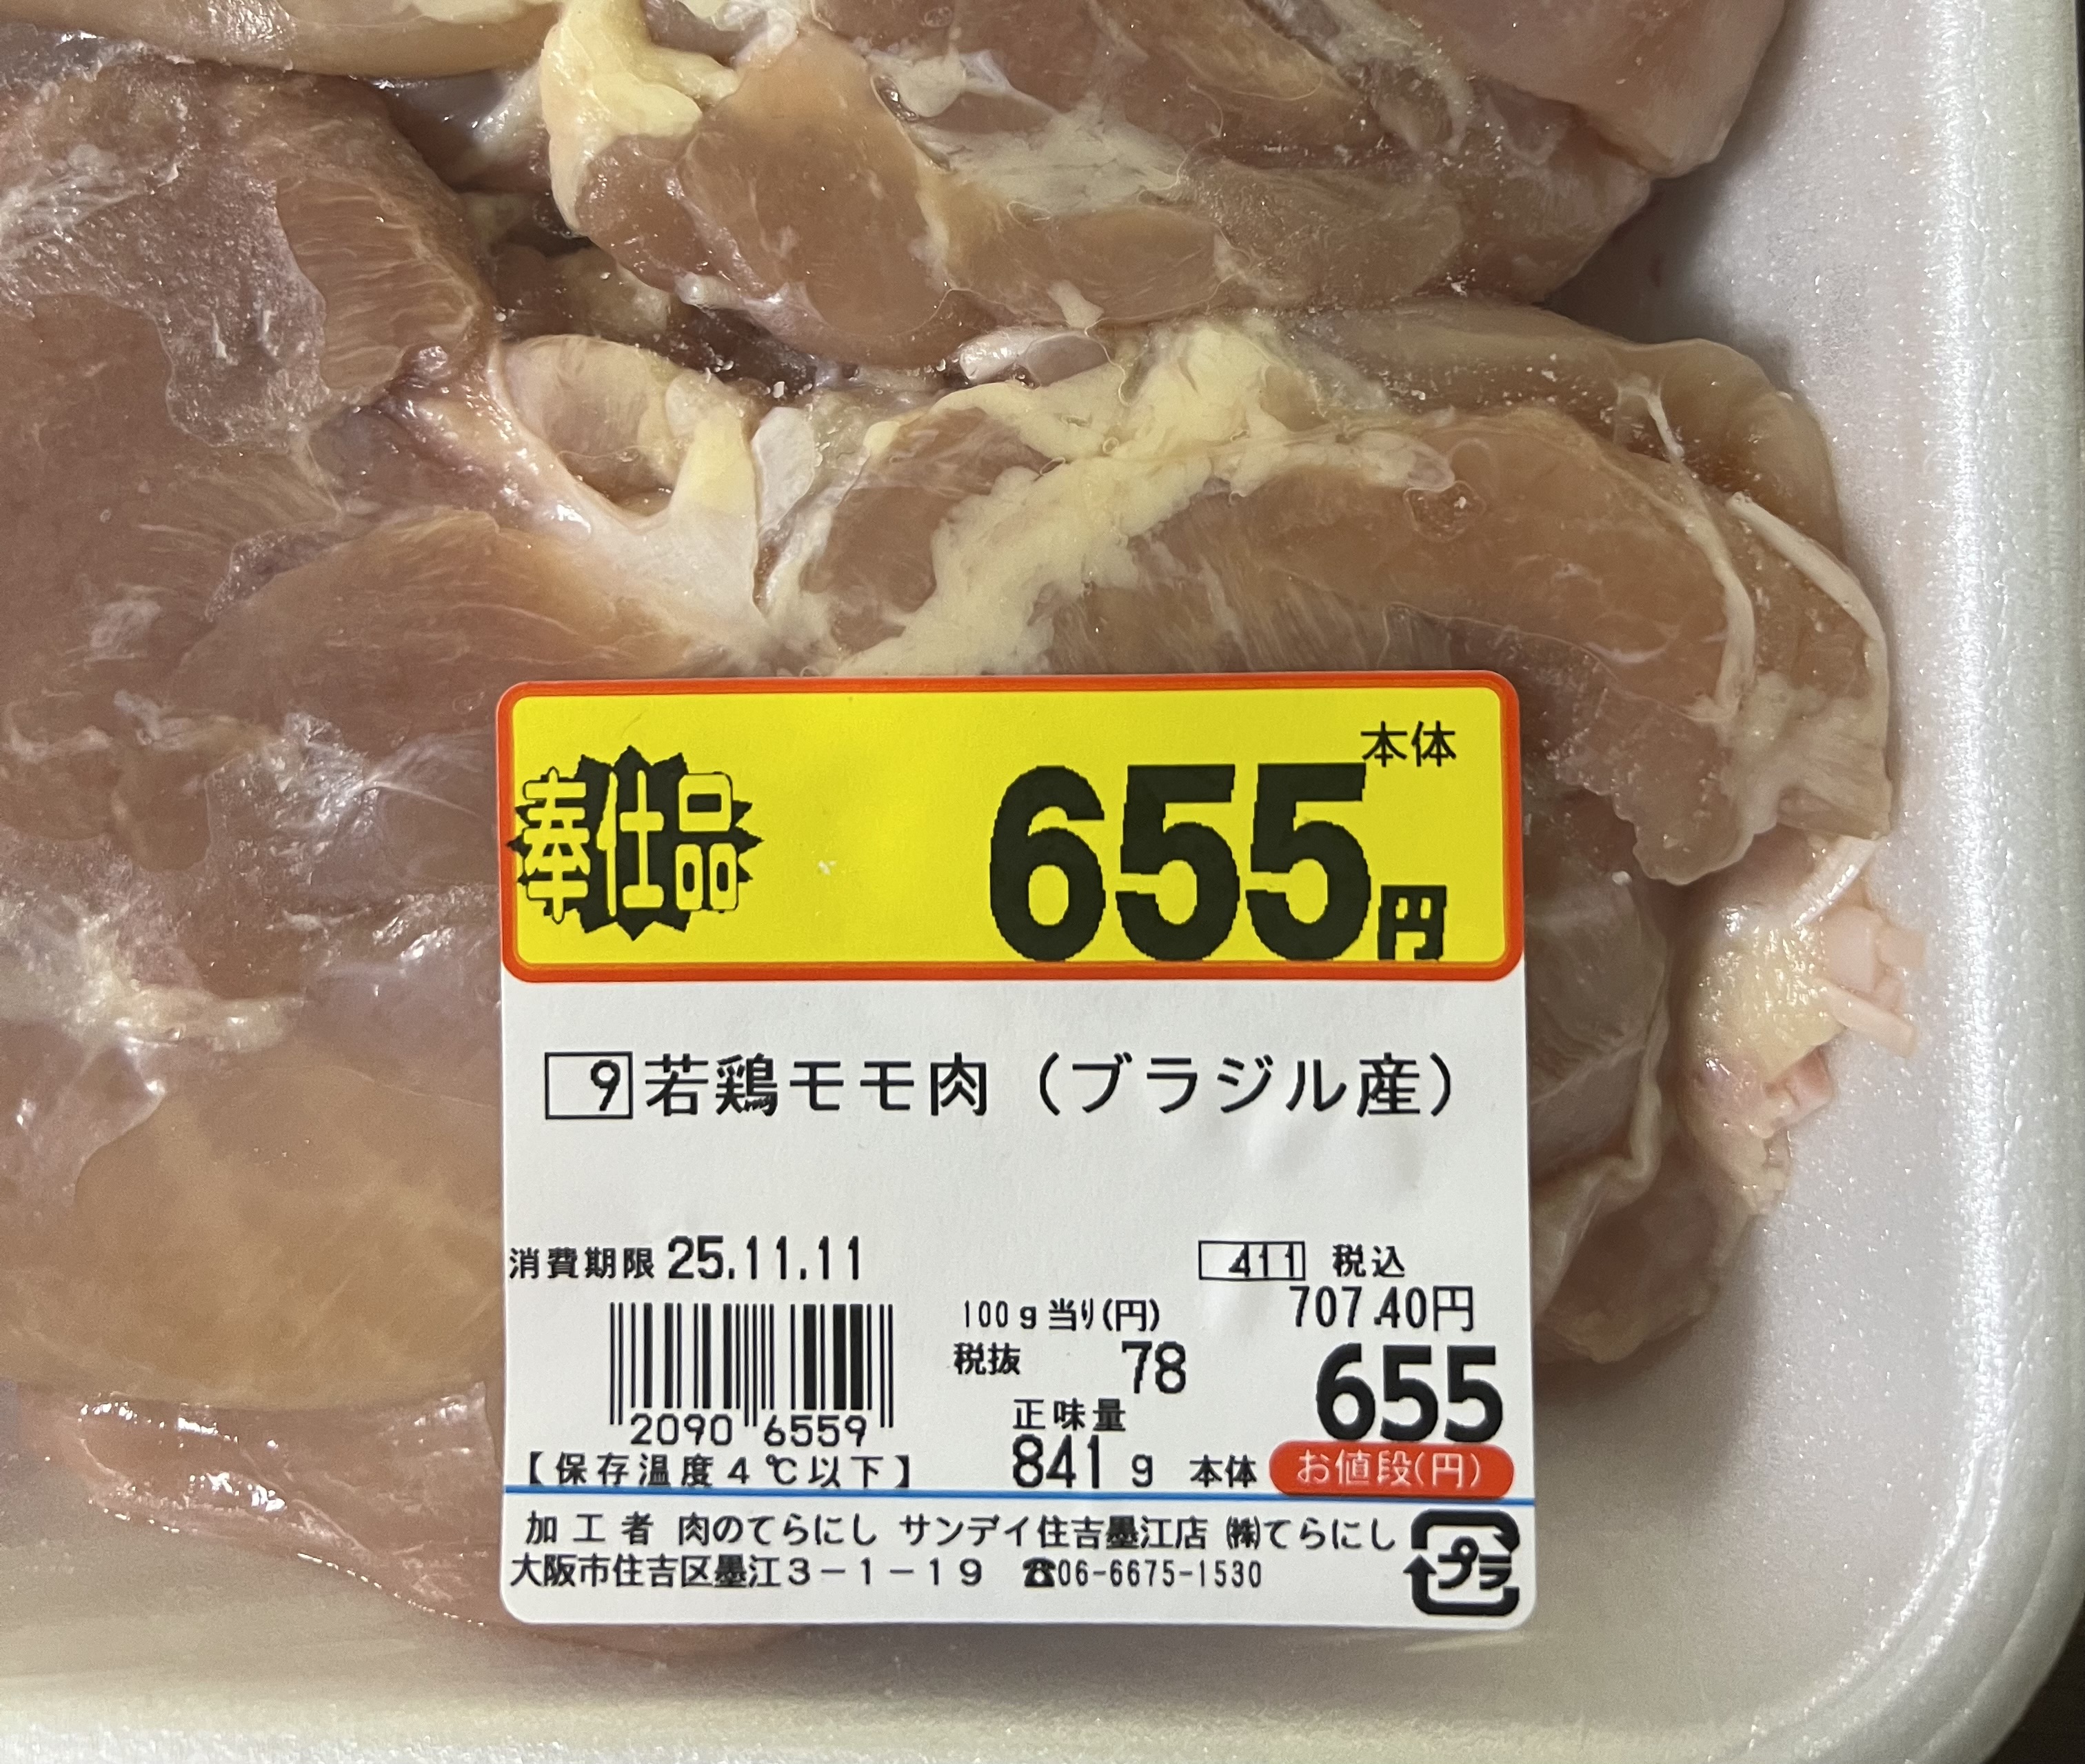 本体
奉仕品 655円
9 若鶏モモ肉（ブラジル産）
消費期限 25.11.11
411 税込
707.40円
100g当り(円)
税抜 78
655
正味量
841g 本体 お値段(円)
2090 6559
【保存温度4℃以下】
加工者 肉のてらにし サンデイ住吉墨江店 ㈱てらにし
大阪市住吉区墨江3－1－19 ☎06-6675-1530
プラ